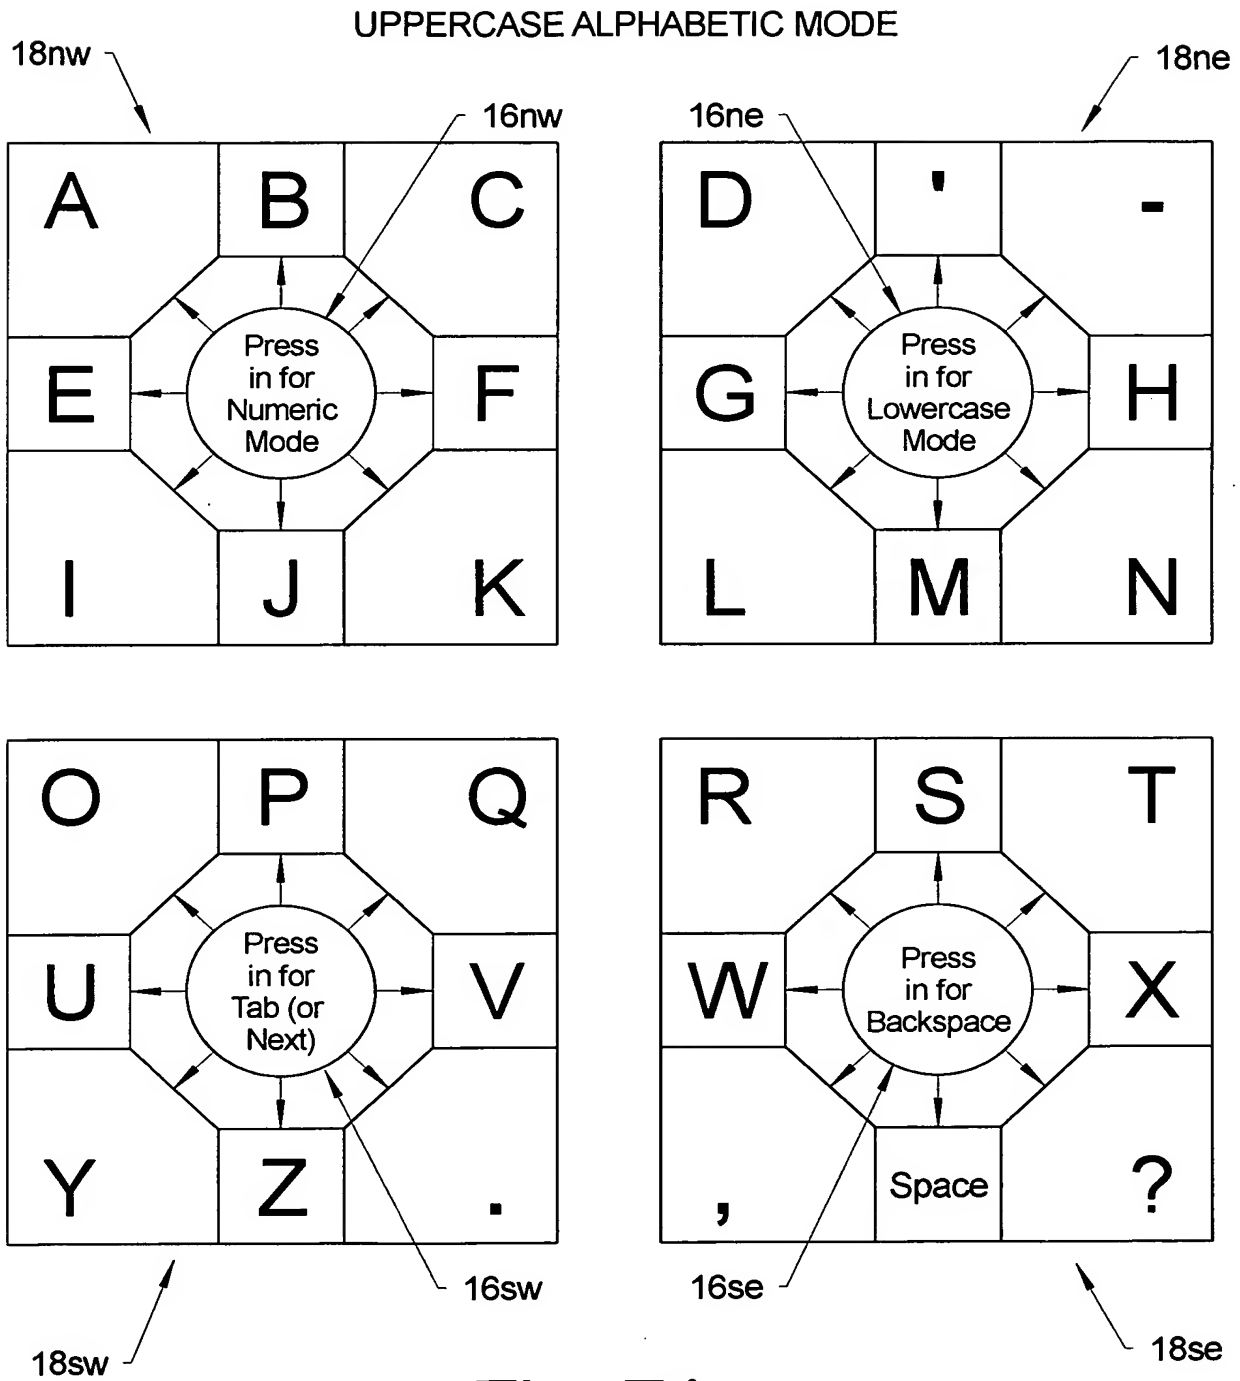 UPPERCASE ALPHABETIC MODE
18nw
18ne
16nw
16ne
A B C
D ' -
E
Press
in for
Numeric
Mode
F
G
Press
in for
Lowercase
Mode
H
I J K
L M N
O P Q
R S T
U
Press
in for
Tab (or
Next)
V
W
Press
in for
Backspace
X
Y Z .
, Space ?
16sw
16se
18sw
18se